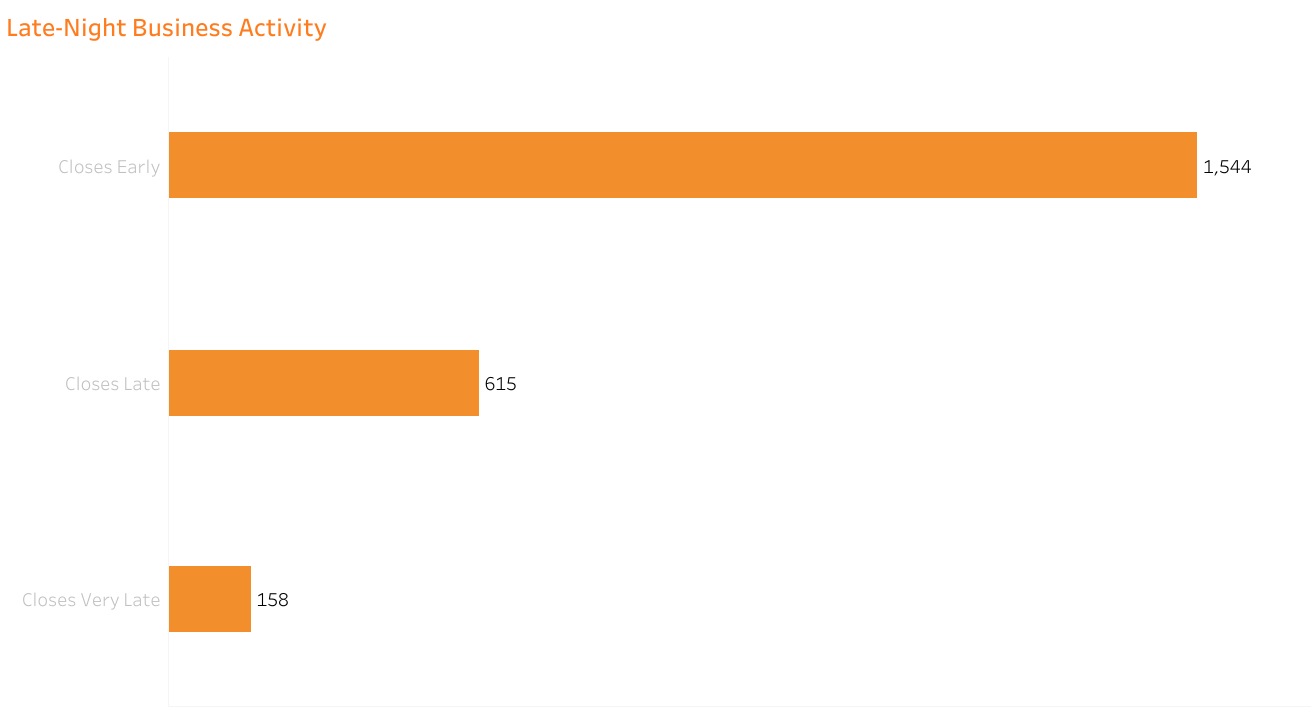 Late-Night Business Activity
Closes Early 1,544
Closes Late 615
Closes Very Late 158